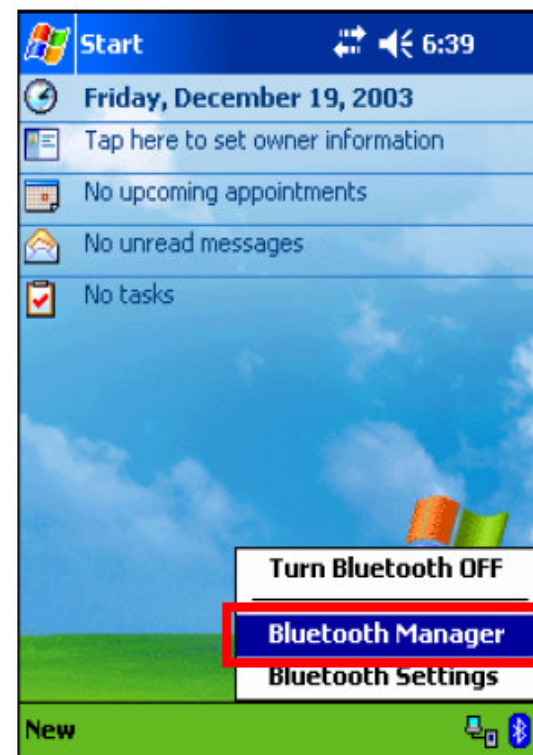 Start 6:39
Friday, December 19, 2003
Tap here to set owner information
No upcoming appointments
No unread messages
No tasks
Turn Bluetooth OFF
Bluetooth Manager
Bluetooth Settings
New